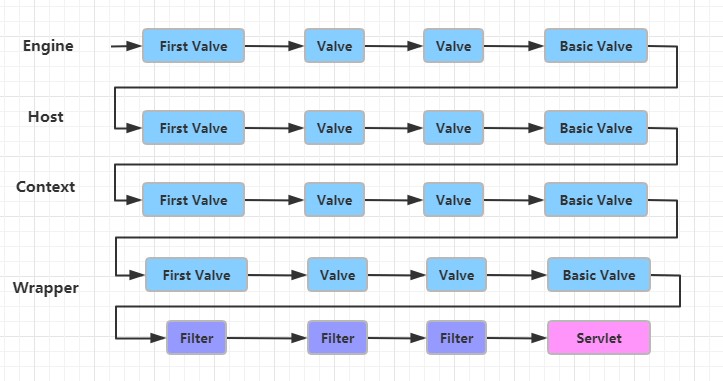 Engine First Valve Valve Valve Basic Valve
Host First Valve Valve Valve Basic Valve
Context First Valve Valve Valve Basic Valve
First Valve Valve Valve Basic Valve
Wrapper
Filter Filter Filter Servlet